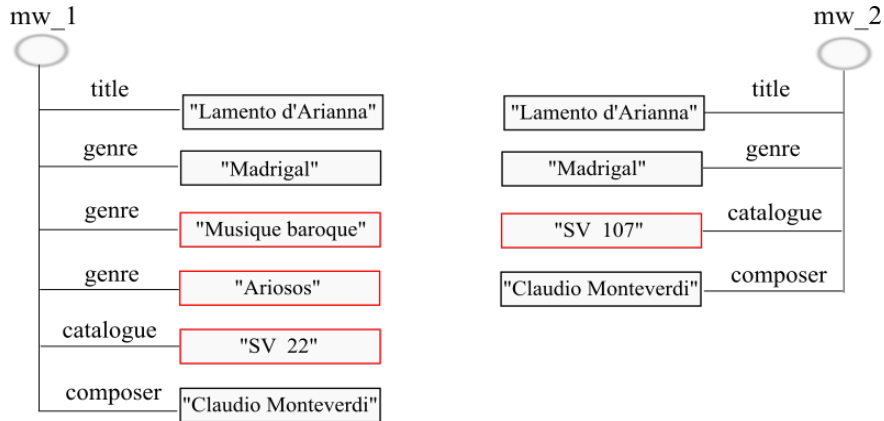 mw_1
title
"Lamento d'Arianna"
genre
"Madrigal"
genre
"Musique baroque"
genre
"Ariosos"
catalogue
"SV 22"
composer
"Claudio Monteverdi"
mw_2
title
"Lamento d'Arianna"
genre
"Madrigal"
catalogue
"SV 107"
composer
"Claudio Monteverdi"